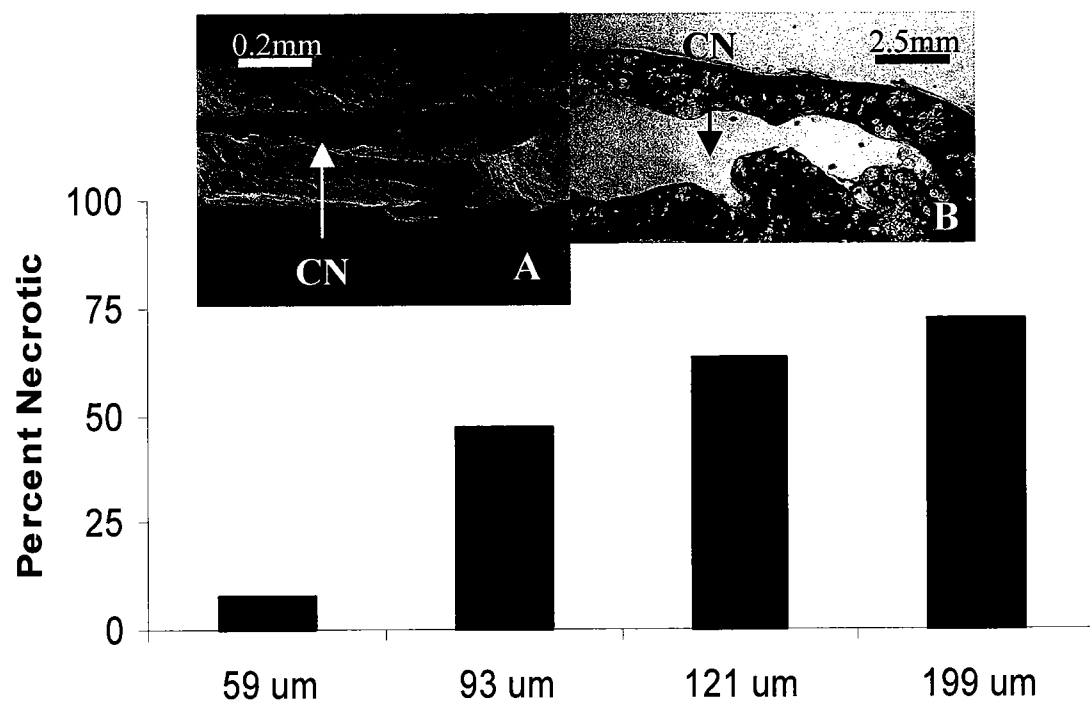 0.2mm
CN
2.5mm
CN
A
B
Percent Necrotic
100
75
50
25
0
59 um
93 um
121 um
199 um